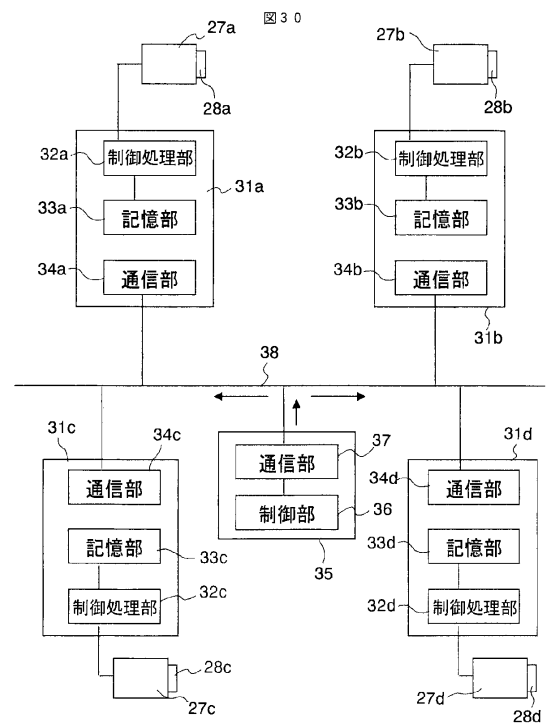 図30
27a
28a
27b
28b
32a
制御処理部
31a
33a
記憶部
34a
通信部
32b
制御処理部
33b
記憶部
34b
通信部
31b
38
31c
34c
通信部
33c
記憶部
32c
制御処理部
28c
27c
37
通信部
36
制御部
35
31d
34d
通信部
33d
記憶部
32d
制御処理部
27d
28d